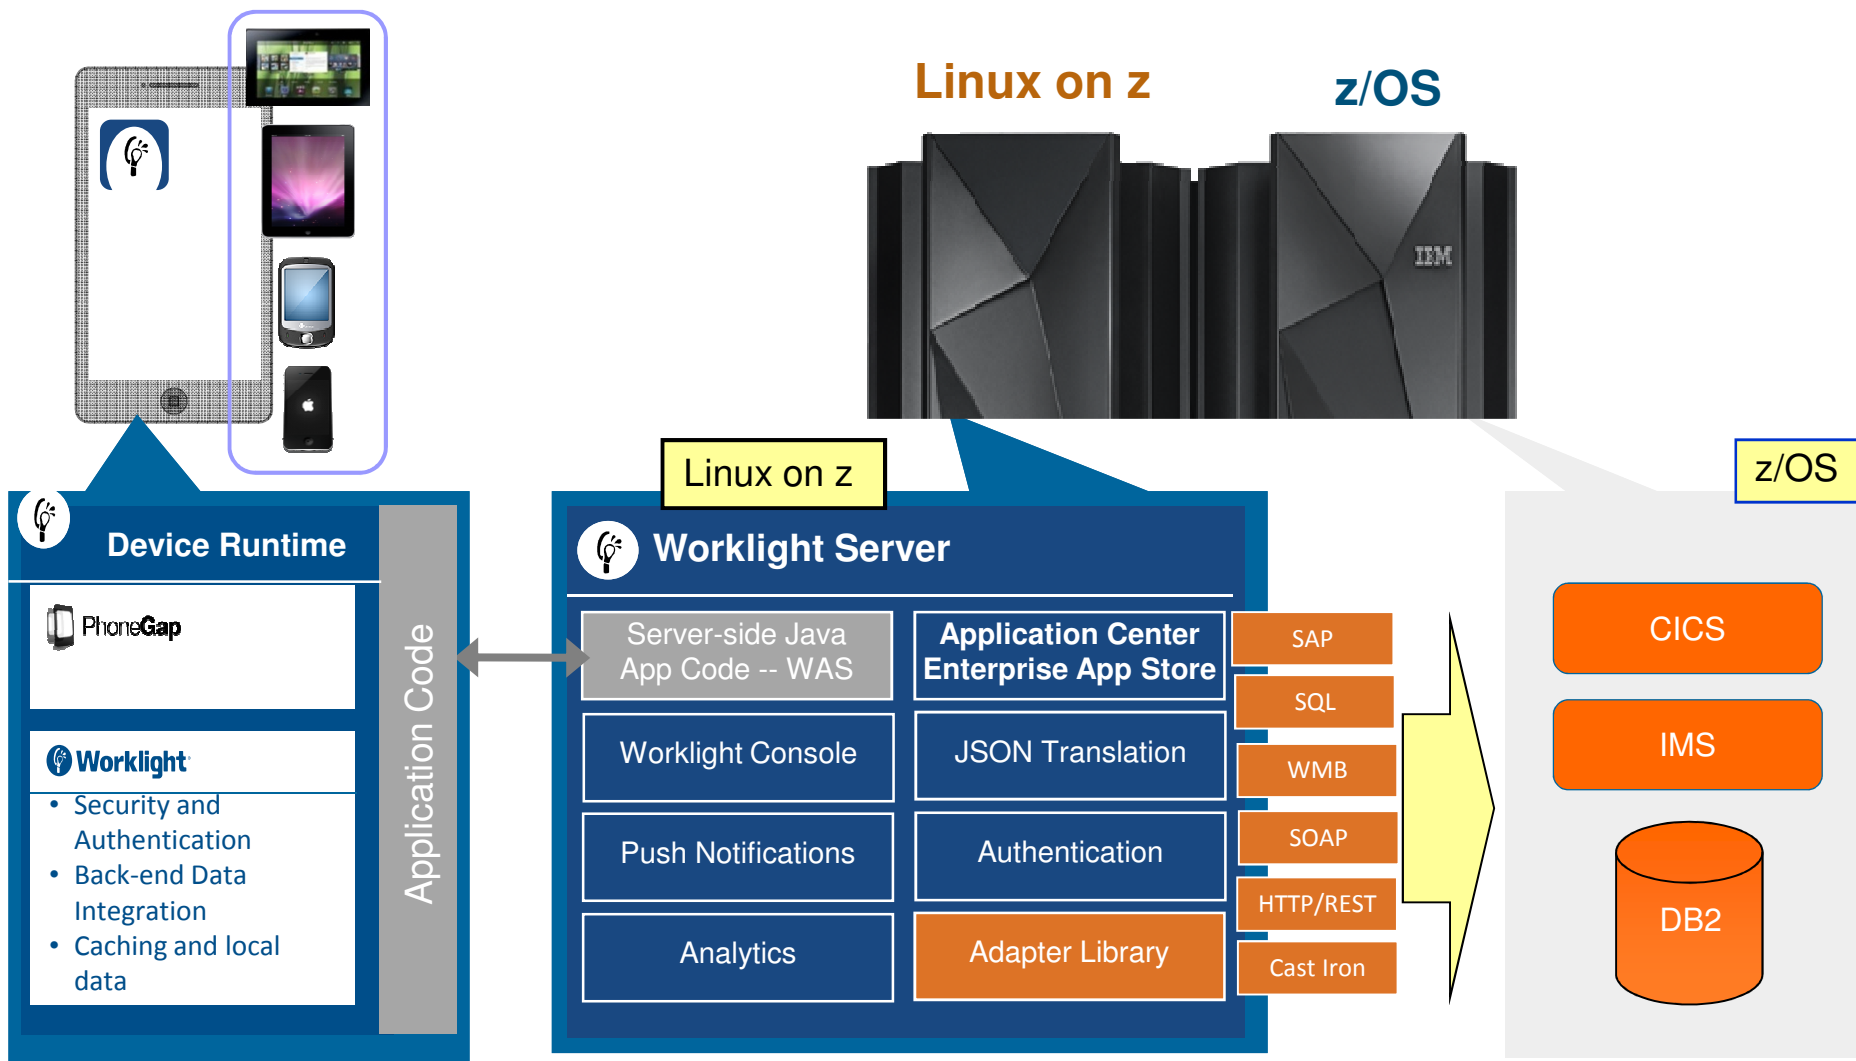 Linux on z
z/OS
IBM
Linux on z
z/OS
Device Runtime
PhoneGap
Worklight
• Security and
Authentication
• Back-end Data
Integration
• Caching and local
data
Application Code
Worklight Server
Server-side Java
App Code -- WAS
Application Center
Enterprise App Store
Worklight Console
JSON Translation
Push Notifications
Authentication
Analytics
Adapter Library
SAP
SQL
WMB
SOAP
HTTP/REST
Cast Iron
CICS
IMS
DB2